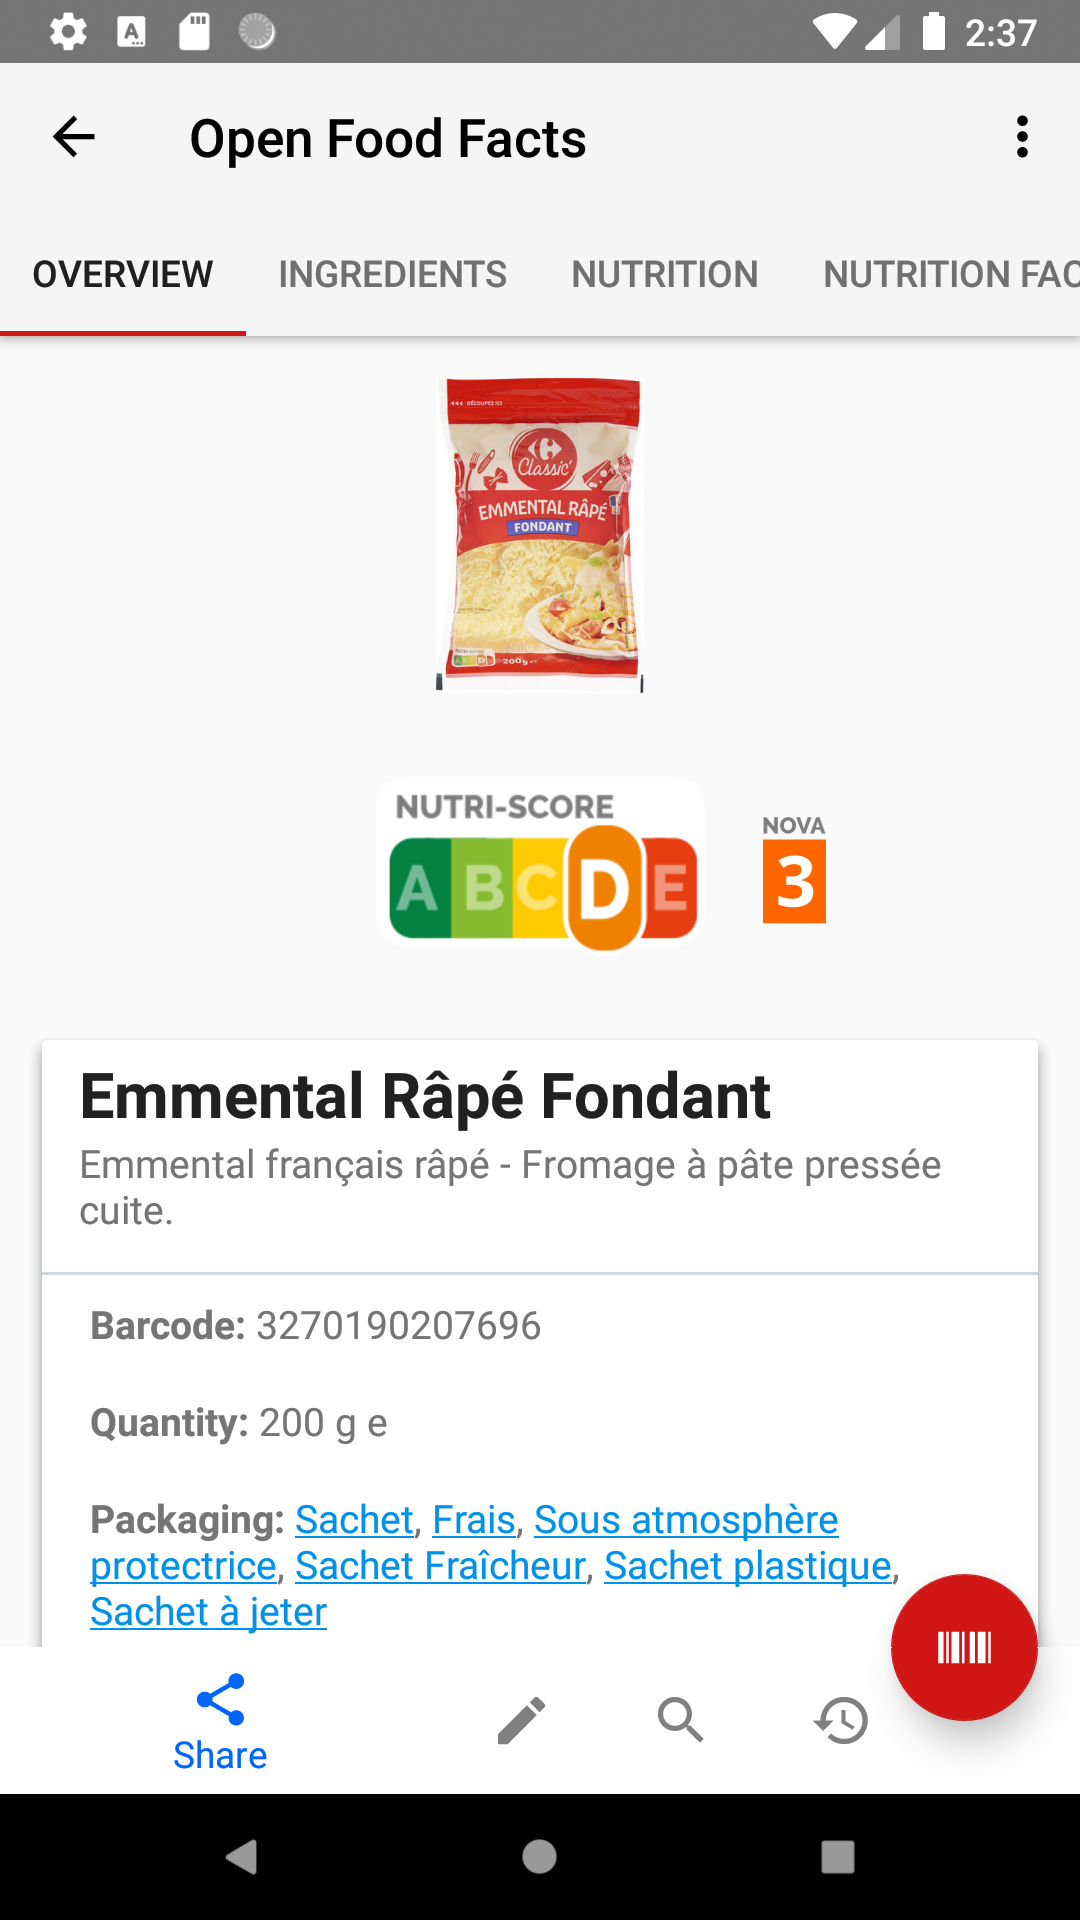 2:37
Open Food Facts
OVERVIEW INGREDIENTS NUTRITION NUTRITION FAC
DÉCOUPEZ ICI
Classic'
EMMENTAL RÂPÉ
FONDANT
NUTRI-SCORE
200g e
NUTRI-SCORE
A B C D E
NOVA
3
Emmental Râpé Fondant
Emmental français râpé - Fromage à pâte pressée
cuite.
Barcode: 3270190207696
Quantity: 200 g e
Packaging: Sachet, Frais, Sous atmosphère
protectrice, Sachet Fraîcheur, Sachet plastique,
Sachet à jeter
Share